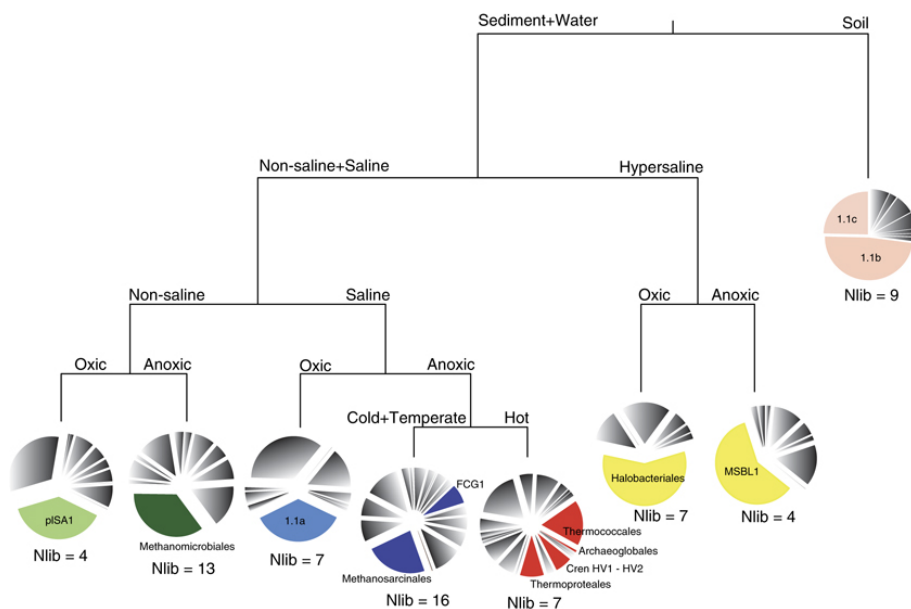 Sediment+Water
Soil
Non-saline+Saline
Hypersaline
1.1c
1.1b
Nlib = 9
Non-saline
Saline
Oxic
Anoxic
Oxic
Anoxic
Oxic
Anoxic
Cold+Temperate
Hot
pISA1
Nlib = 4
Methanomicrobiales
Nlib = 13
1.1a
Nlib = 7
FCG1
Methanosarcinales
Nlib = 16
Thermococcales
Archaeoglobales
Cren HV1 - HV2
Thermoproteales
Nlib = 7
Halobacteriales
Nlib = 7
MSBL1
Nlib = 4